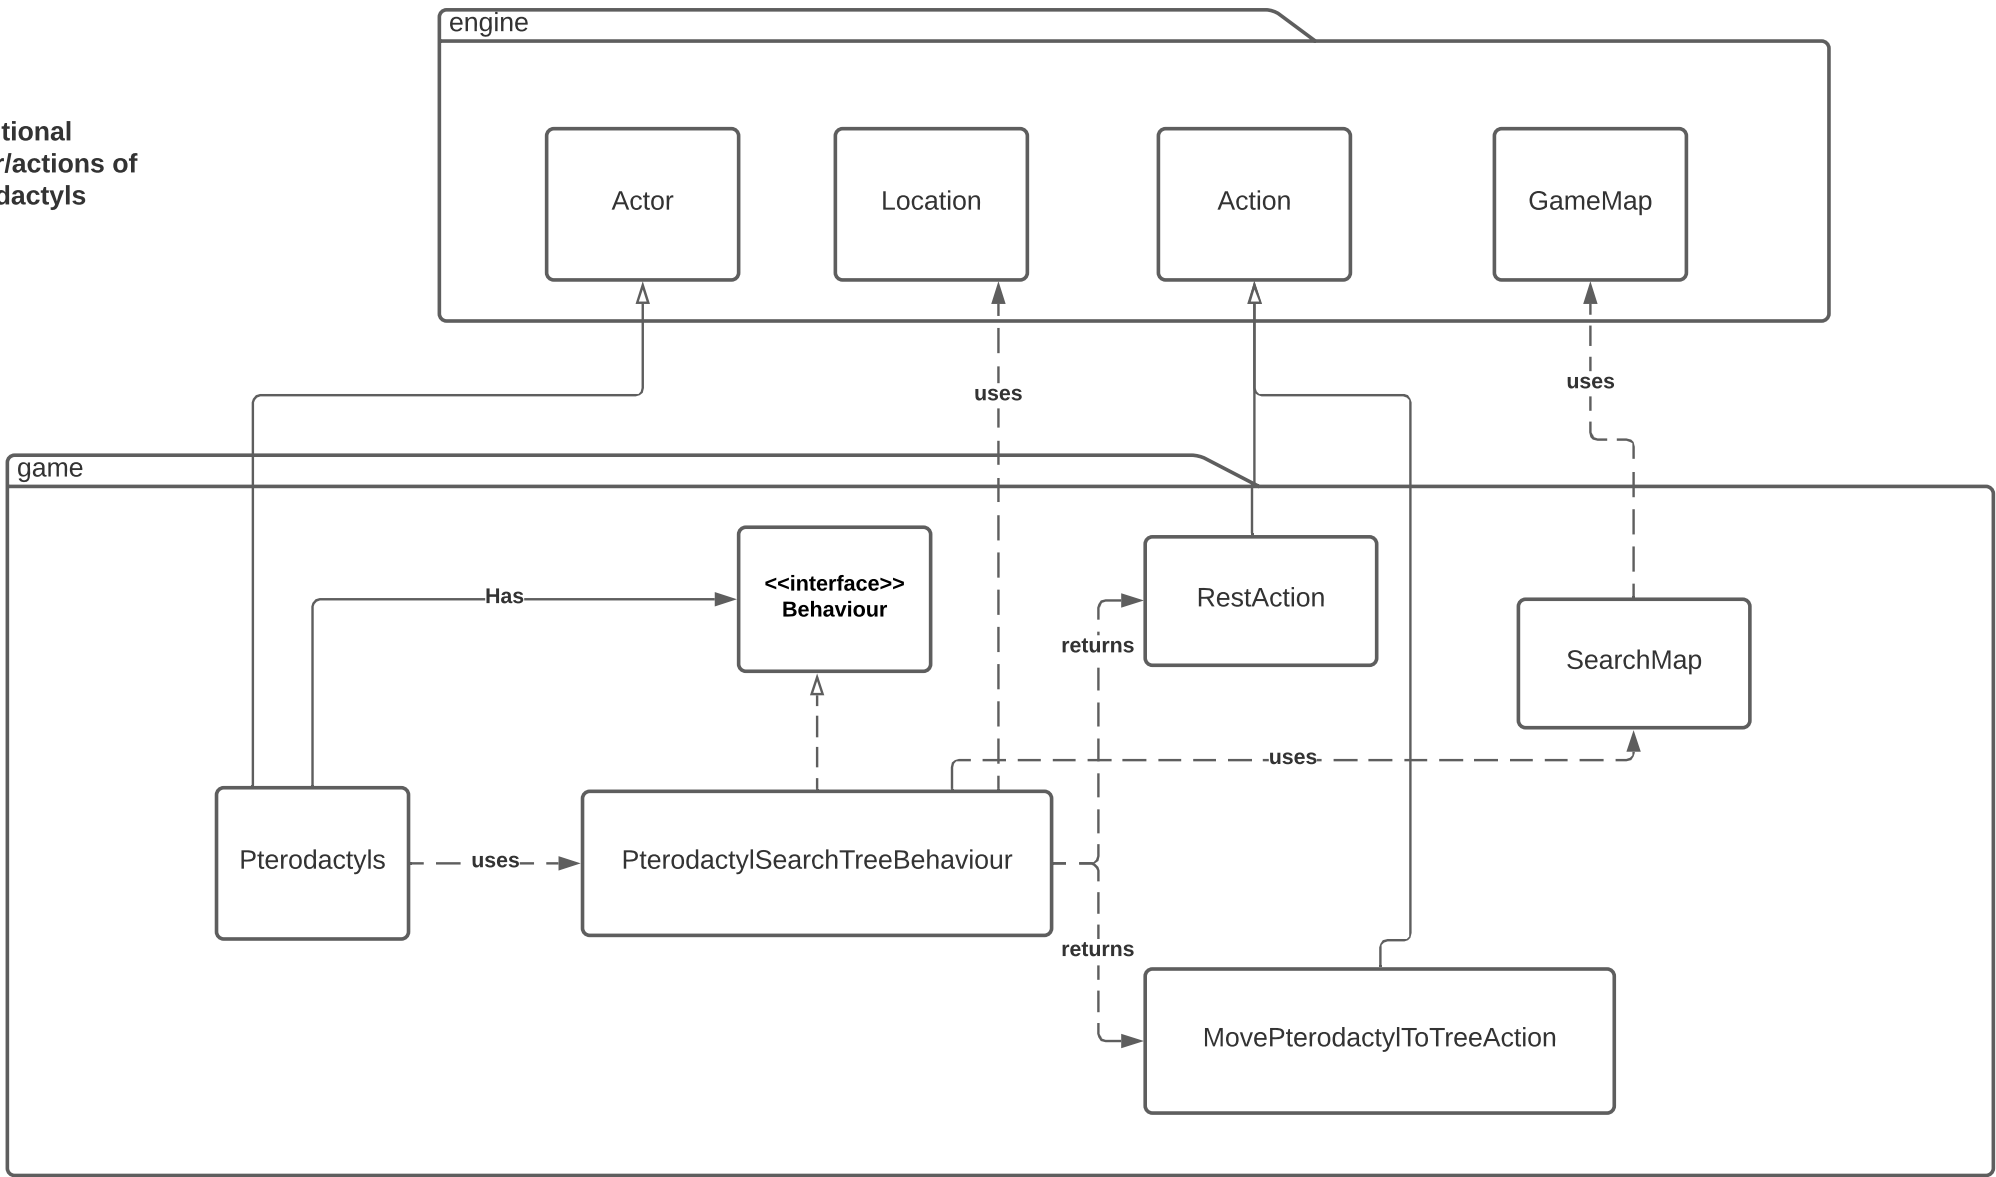 engine
tional
r/actions of
dactyls
Actor
Location
Action
GameMap
uses
uses
game
<<interface>>
Behaviour
Has
RestAction
returns
SearchMap
uses
Pterodactyls
uses
PterodactylSearchTreeBehaviour
returns
MovePterodactylToTreeAction